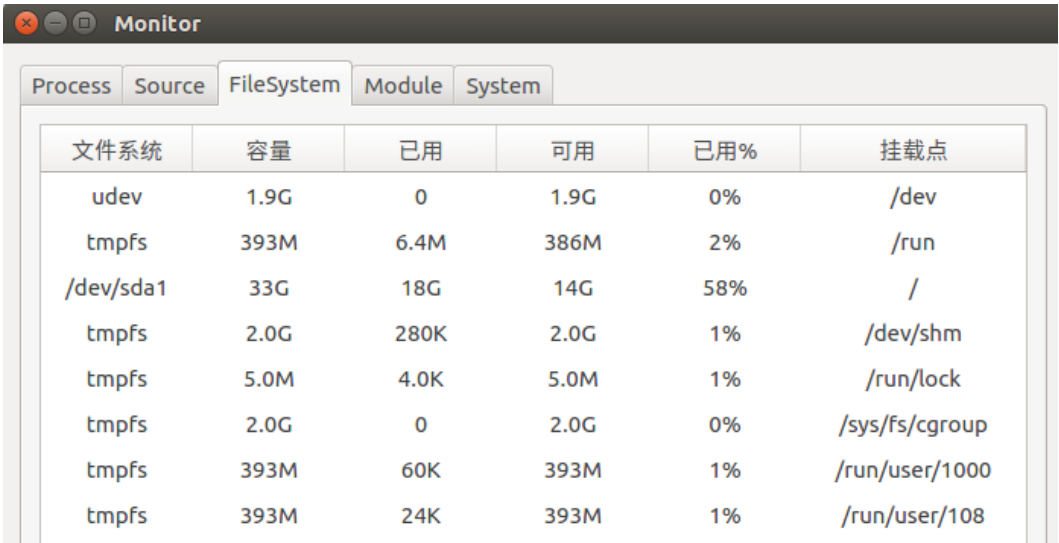 Monitor
Process Source FileSystem Module System
文件系统 容量 已用 可用 已用% 挂载点
udev 1.9G 0 1.9G 0% /dev
tmpfs 393M 6.4M 386M 2% /run
/dev/sda1 33G 18G 14G 58% /
tmpfs 2.0G 280K 2.0G 1% /dev/shm
tmpfs 5.0M 4.0K 5.0M 1% /run/lock
tmpfs 2.0G 0 2.0G 0% /sys/fs/cgroup
tmpfs 393M 60K 393M 1% /run/user/1000
tmpfs 393M 24K 393M 1% /run/user/108